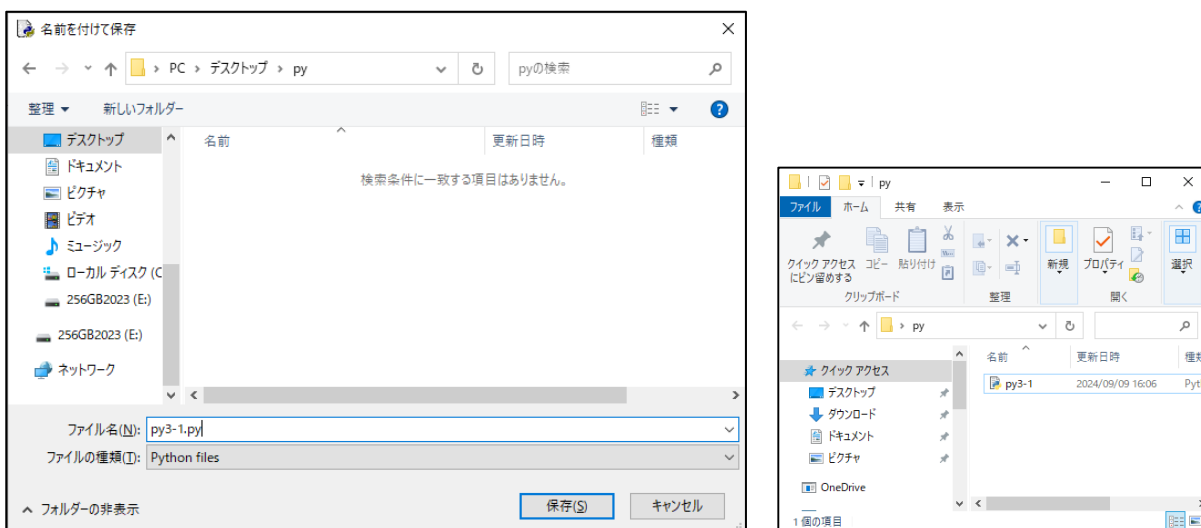 名前を付けて保存
PC › デスクトップ › py
pyの検索
整理 新しいフォルダー
デスクトップ
ドキュメント
ピクチャ
ビデオ
ミュージック
ローカル ディスク (C
256GB2023 (E:)
256GB2023 (E:)
ネットワーク
名前 更新日時 種類
検索条件に一致する項目はありません。
ファイル名(N): py3-1.py
ファイルの種類(T): Python files
フォルダーの非表示
保存(S) キャンセル
py
ファイル ホーム 共有 表示
クイック アクセス
にピン留めする
コピー 貼り付け
新規 プロパティ 選択
クリップボード 整理 開く
› py
クイック アクセス
デスクトップ
ダウンロード
ドキュメント
ピクチャ
OneDrive
名前 更新日時 種類
py3-1 2024/09/09 16:06 Pyt
1 個の項目